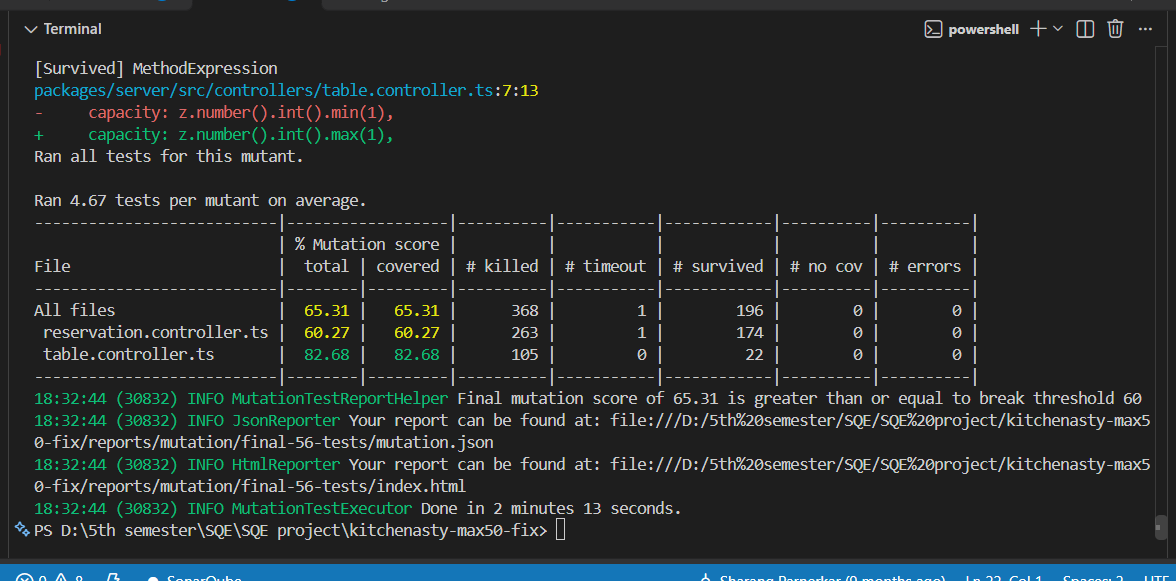 Terminal
powershell
[Survived] MethodExpression
packages/server/src/controllers/table.controller.ts:7:13
-     capacity: z.number().int().min(1),
+     capacity: z.number().int().max(1),
Ran all tests for this mutant.
Ran 4.67 tests per mutant on average.
---------------------------|------------------|----------|-----------|------------|----------|----------|
                           | % Mutation score |          |           |            |          |          |
File                       |  total | covered | # killed | # timeout | # survived | # no cov | # errors |
---------------------------|--------|---------|----------|-----------|------------|----------|----------|
All files                  |  65.31 |   65.31 |      368 |         1 |        196 |        0 |        0 |
 reservation.controller.ts |  60.27 |   60.27 |      263 |         1 |        174 |        0 |        0 |
 table.controller.ts       |  82.68 |   82.68 |      105 |         0 |         22 |        0 |        0 |
---------------------------|--------|---------|----------|-----------|------------|----------|----------|
18:32:44 (30832) INFO MutationTestReportHelper Final mutation score of 65.31 is greater than or equal to break threshold 60
18:32:44 (30832) INFO JsonReporter Your report can be found at: file:///D:/5th%20semester/SQE/SQE%20project/kitchenasty-max5
0-fix/reports/mutation/final-56-tests/mutation.json
18:32:44 (30832) INFO HtmlReporter Your report can be found at: file:///D:/5th%20semester/SQE/SQE%20project/kitchenasty-max5
0-fix/reports/mutation/final-56-tests/index.html
18:32:44 (30832) INFO MutationTestExecutor Done in 2 minutes 13 seconds.
PS D:\5th semester\SQE\SQE project\kitchenasty-max50-fix>
SonarQube